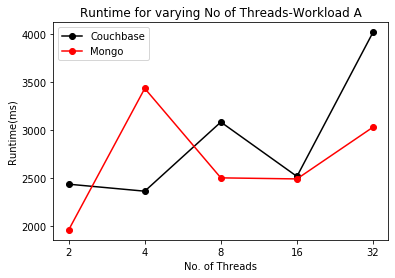 Runtime for varying No of Threads-Workload A
Couchbase
Mongo
Runtime(ms)
4000
3500
3000
2500
2000
2 4 8 16 32
No. of Threads